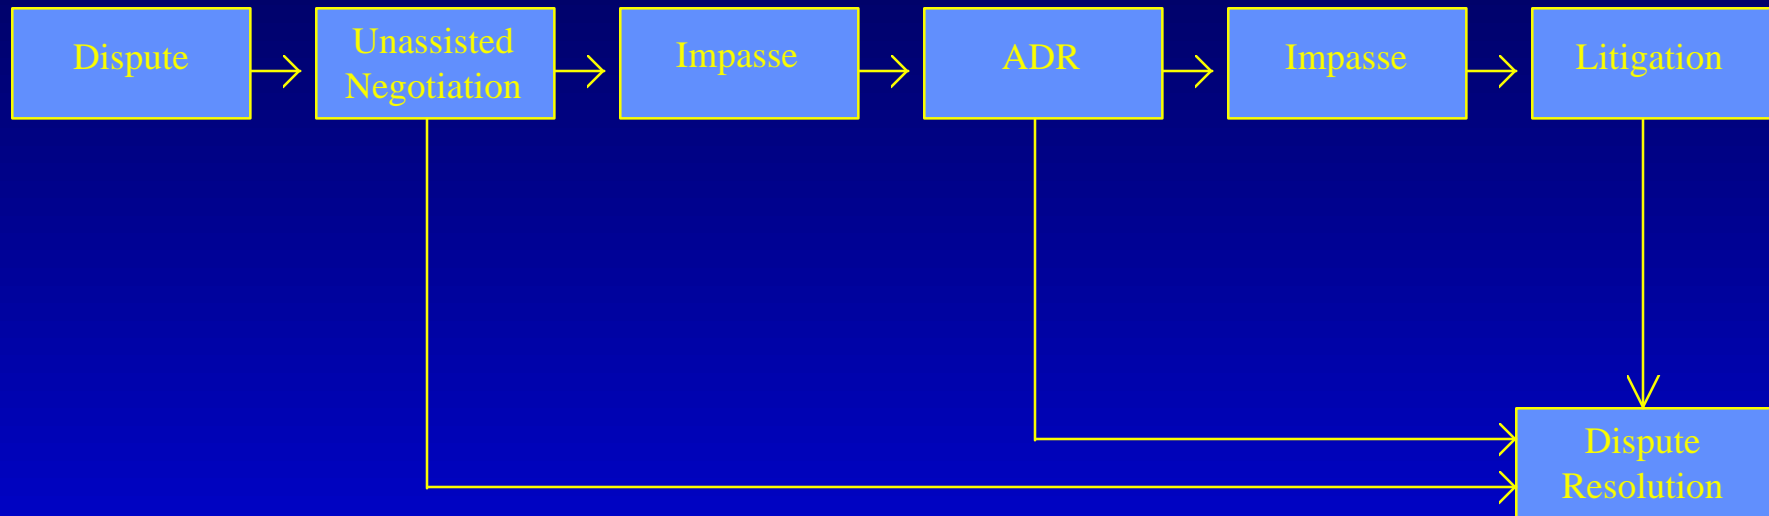 Dispute
Unassisted
Negotiation
Impasse
ADR
Impasse
Litigation
Dispute
Resolution